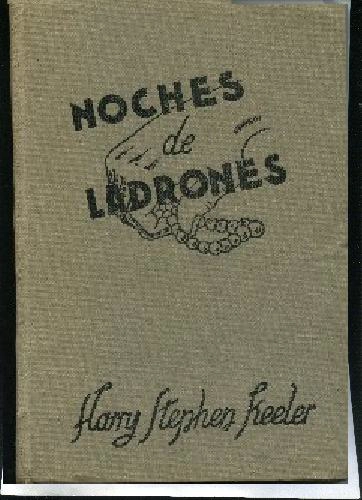 NOCHES
de
LADRONES
Harry Stephen Keeler